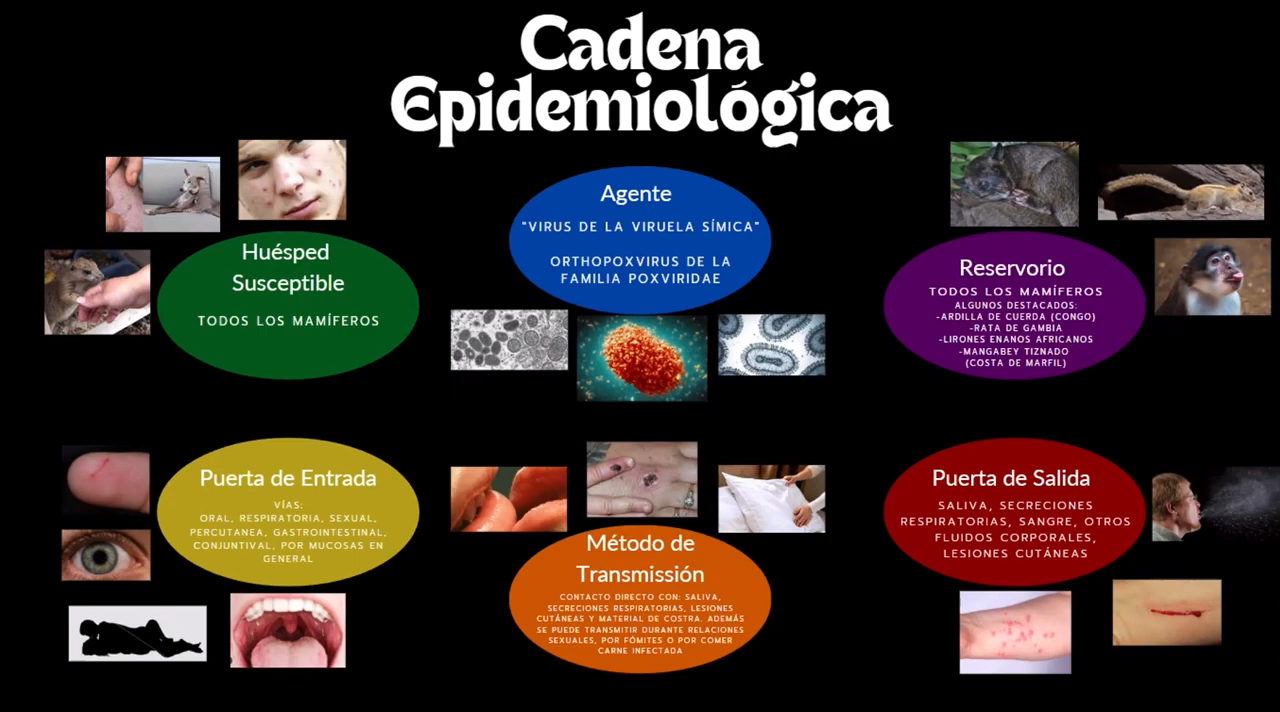 Cadena
Epidemiológica
Agente
"VIRUS DE LA VIRUELA SÍMICA"
ORTHOPOXVIRUS DE LA
FAMILIA POXVIRIDAE
Huésped
Susceptible
TODOS LOS MAMÍFEROS
Reservorio
TODOS LOS MAMÍFEROS
ALGUNOS DESTACADOS:
-ARDILLA DE CUERDA (CONGO)
-RATA DE GAMBIA
-LIRONES ENANOS AFRICANOS
-MANGABEY TIZNADO
(COSTA DE MARFIL)
Puerta de Entrada
VÍAS:
ORAL, RESPIRATORIA, SEXUAL,
PERCUTANEA, GASTROINTESTINAL,
CONJUNTIVAL, POR MUCOSAS EN
GENERAL
Método de
Transmissión
CONTACTO DIRECTO CON: SALIVA,
SECRECIONES RESPIRATORIAS, LESIONES
CUTÁNEAS Y MATERIAL DE COSTRA. ADEMÁS
SE PUEDE TRANSMITIR DURANTE RELACIONES
SEXUALES, POR FÓMITES O POR COMER
CARNE INFECTADA
Puerta de Salida
SALIVA, SECRECIONES
RESPIRATORIAS, SANGRE, OTROS
FLUIDOS CORPORALES,
LESIONES CUTÁNEAS